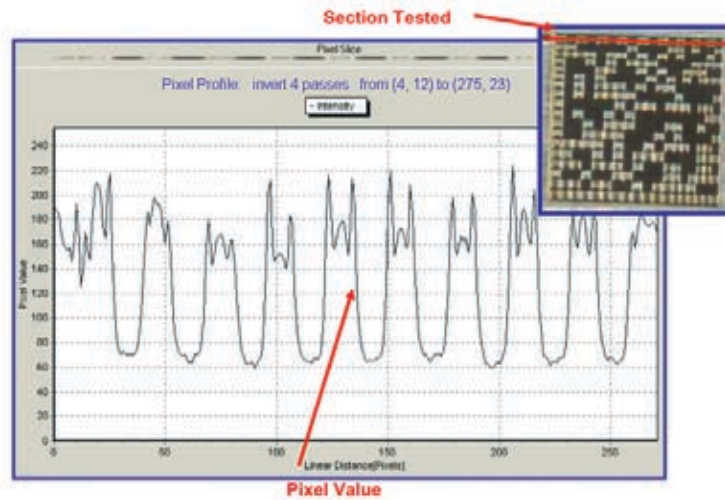 Section Tested
Pixel Slice
Pixel Profile: invert 4 passes from (4, 12) to (275, 23)
Intensity
240
220
200
180
160
140
120
100
80
60
40
20
0
Pixel Value
0
50
100
150
200
250
Linear Distance(Pixels)
Pixel Value